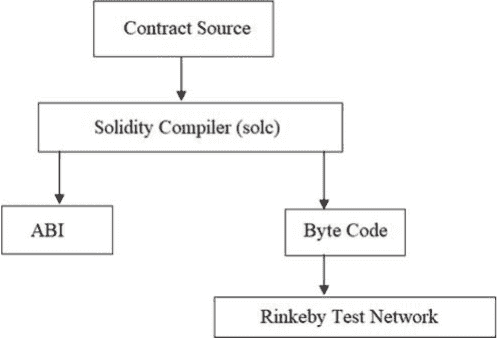 Contract Source
Solidity Compiler (solc)
ABI
Byte Code
Rinkeby Test Network